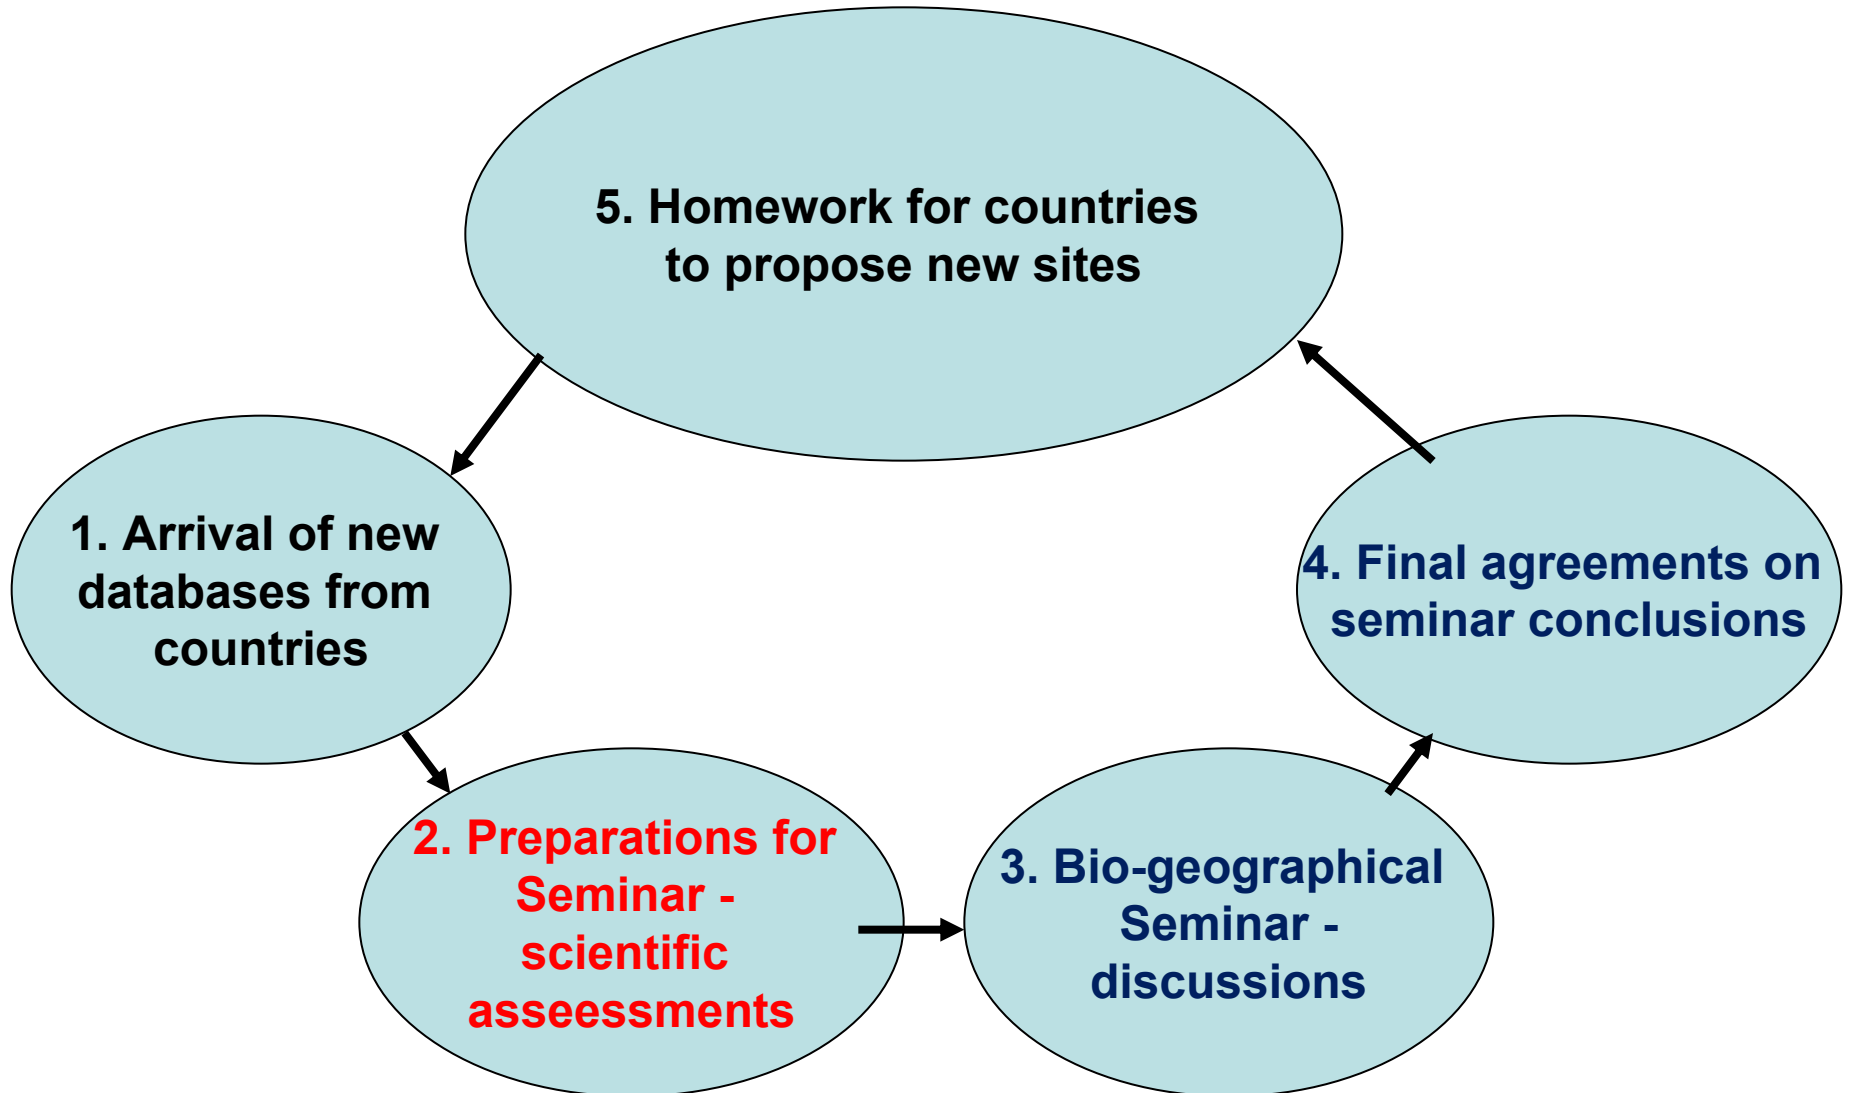 5. Homework for countries
to propose new sites
1. Arrival of new
databases from
countries
4. Final agreements on
seminar conclusions
2. Preparations for
Seminar -
scientific
asseessments
3. Bio-geographical
Seminar -
discussions